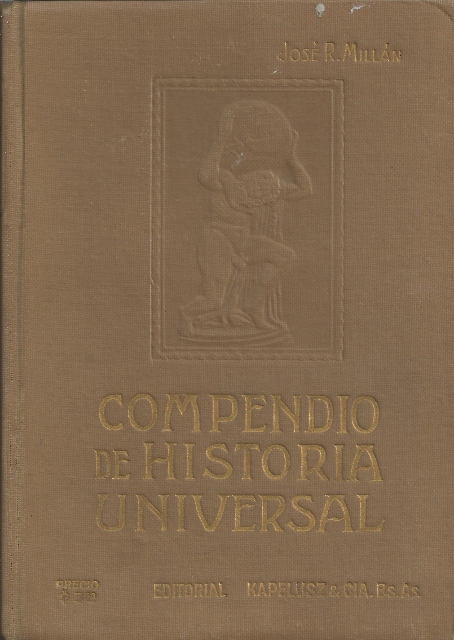 JOSÉ R. MILLÁN
COMPENDIO
DE HISTORIA
UNIVERSAL
PRECIO
EDITORIAL KAPELUSZ & CIA. Bs. As.